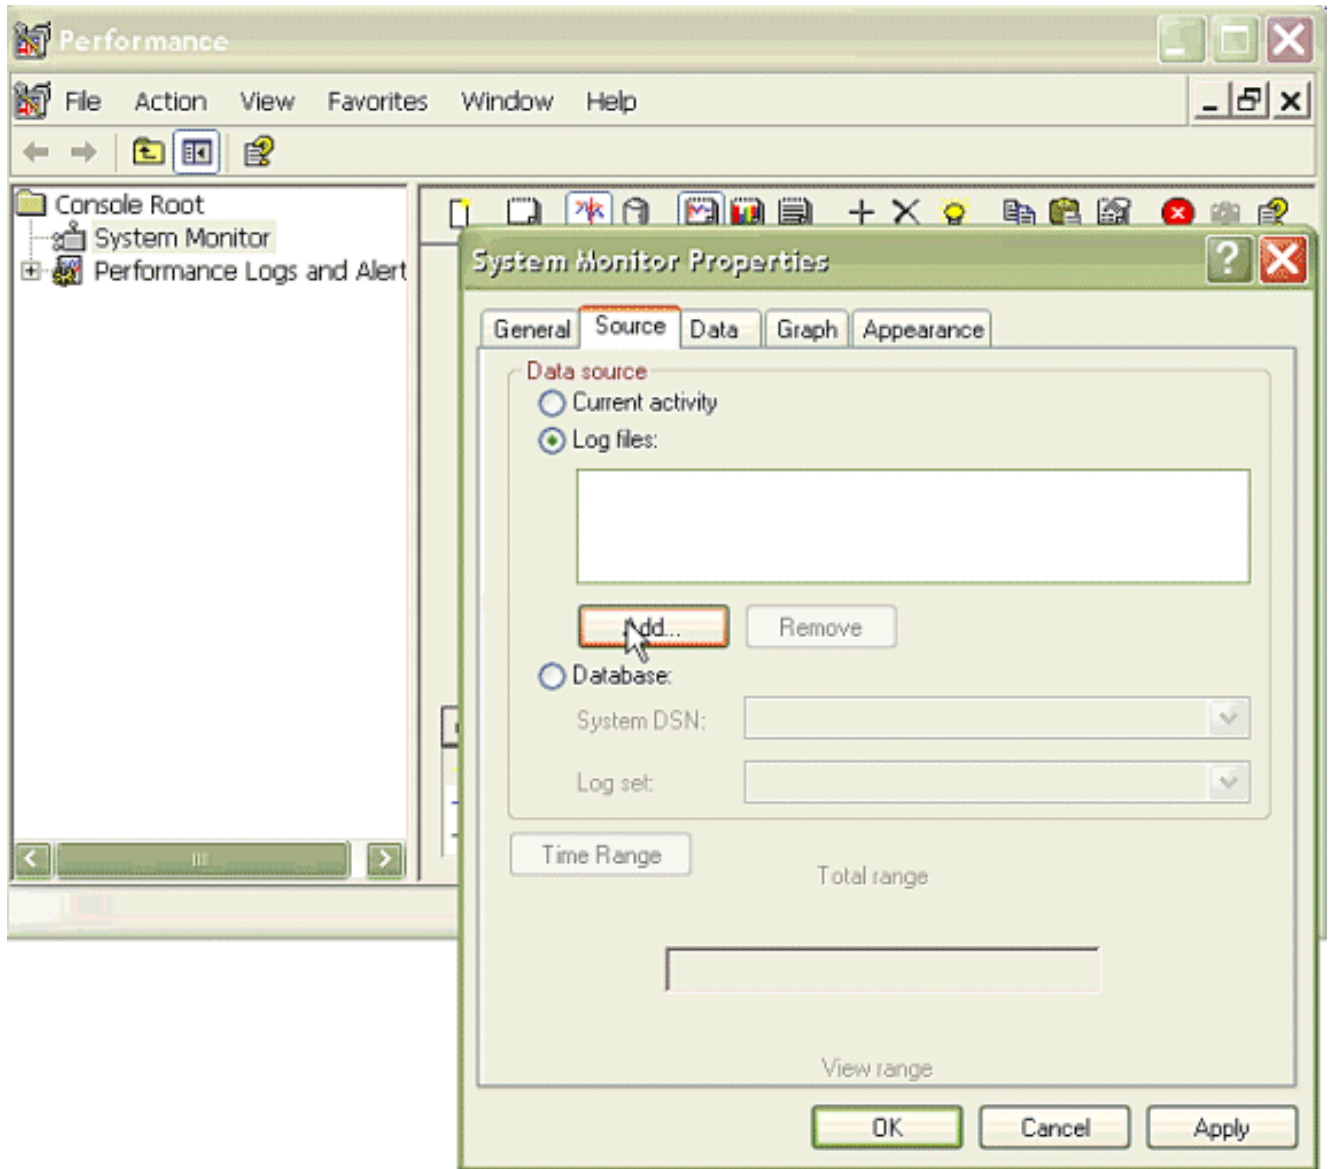 Performance
File Action View Favorites Window Help
Console Root
System Monitor
Performance Logs and Alert
System Monitor Properties
General Source Data Graph Appearance
Data source
Current activity
Log files:
Add...
Remove
Database:
System DSN:
Log set:
Time Range
Total range
View range
OK Cancel Apply